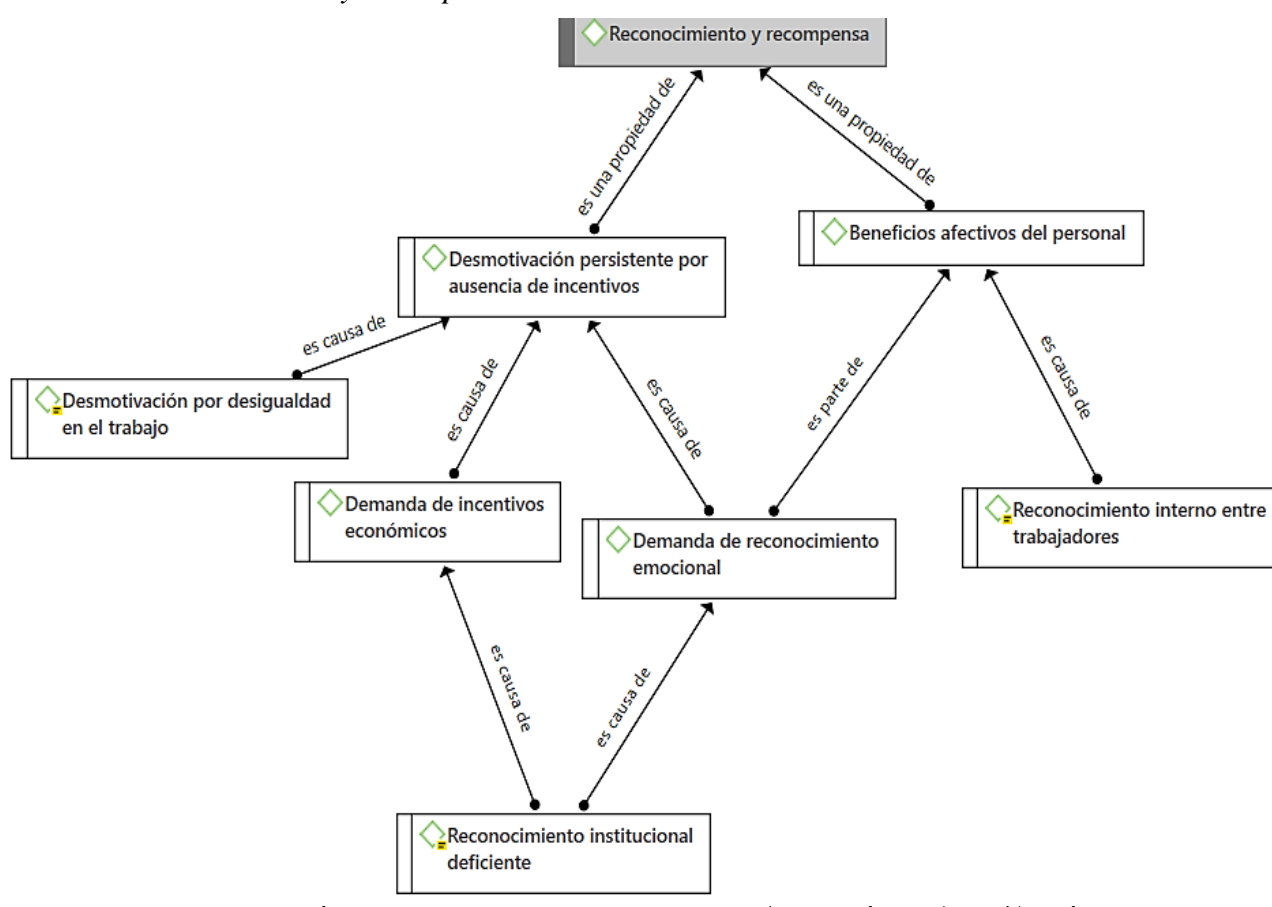 Reconocimiento y recompensa
es una propiedad de
es una propiedad de
Beneficios afectivos del personal
Desmotivación persistente por
ausencia de incentivos
es causa de
es causa de
es causa de
es parte de
es causa de
Desmotivación por desigualdad
en el trabajo
Demanda de incentivos
económicos
Demanda de reconocimiento
emocional
Reconocimiento interno entre
trabajadores
es causa de
es causa de
Reconocimiento institucional
deficiente